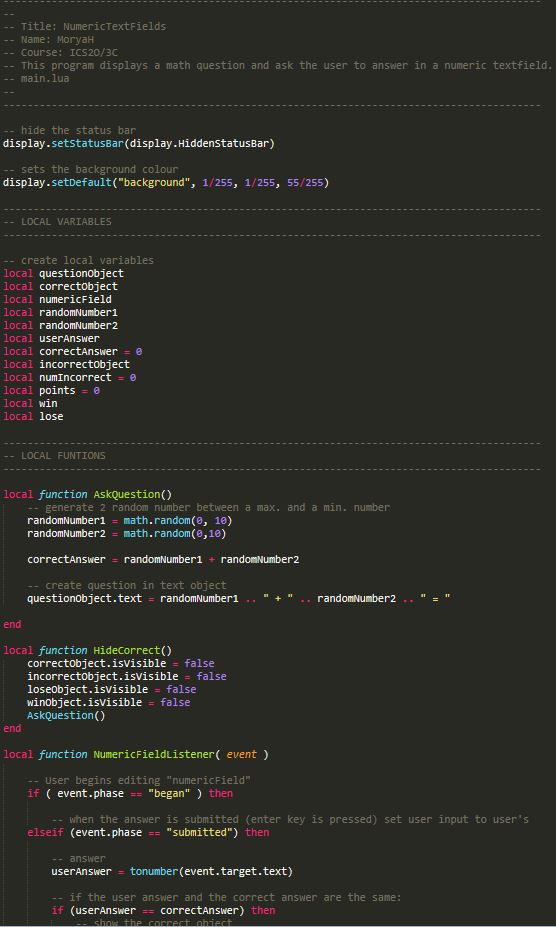 --------------------------------------------------------------------------------
--
-- Title: NumericTextFields
-- Name: MoryaH
-- Course: ICS2O/3C
-- This program displays a math question and ask the user to answer in a numeric textfield.
-- main.lua
--
--------------------------------------------------------------------------------
-- hide the status bar
display.setStatusBar(display.HiddenStatusBar)
-- sets the background colour
display.setDefault("background", 1/255, 1/255, 55/255)
--------------------------------------------------------------------------------
-- LOCAL VARIABLES
--------------------------------------------------------------------------------
-- create local variables
local questionObject
local correctObject
local numericField
local randomNumber1
local randomNumber2
local userAnswer
local correctAnswer = 0
local incorrectObject
local numIncorrect = 0
local points = 0
local win
local lose
--------------------------------------------------------------------------------
-- LOCAL FUNTIONS
--------------------------------------------------------------------------------
local function AskQuestion()
-- generate 2 random number between a max. and a min. number
randomNumber1 = math.random(0, 10)
randomNumber2 = math.random(0,10)
correctAnswer = randomNumber1 + randomNumber2
-- create question in text object
questionObject.text = randomNumber1 .. " + " .. randomNumber2 .. " = "
end
local function HideCorrect()
correctObject.isVisible = false
incorrectObject.isVisible = false
loseObject.isVisible = false
winObject.isVisible = false
AskQuestion()
end
local function NumericFieldListener( event )
-- User begins editing "numericField"
if ( event.phase == "began" ) then
-- when the answer is submitted (enter key is pressed) set user input to user's
elseif (event.phase == "submitted") then
-- answer
userAnswer = tonumber(event.target.text)
-- if the user answer and the correct answer are the same:
if (userAnswer == correctAnswer) then
-- show the correct object